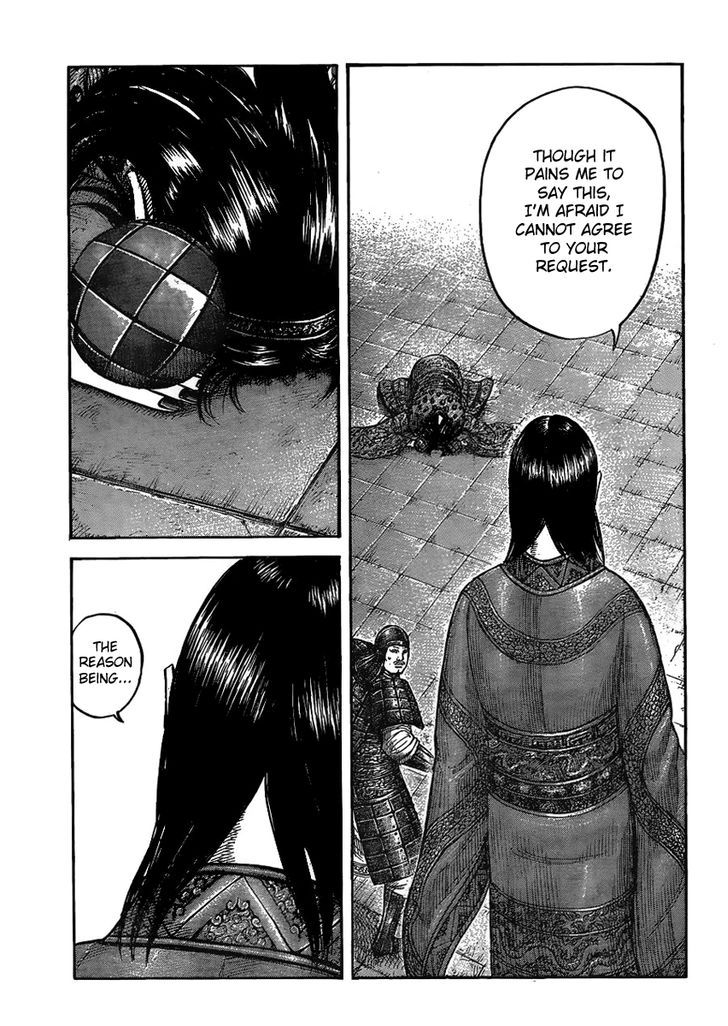 THOUGH IT
PAINS ME TO
SAY THIS,
I'M AFRAID I
CANNOT AGREE
TO YOUR
REQUEST.
THE
REASON
BEING...